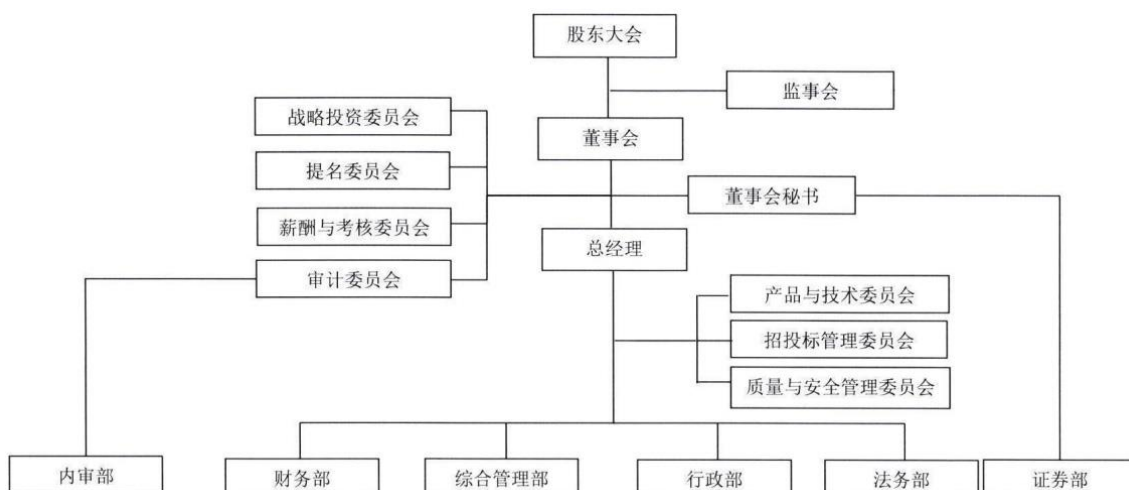 股东大会
监事会
战略投资委员会
董事会
提名委员会
董事会秘书
薪酬与考核委员会
总经理
审计委员会
产品与技术委员会
招投标管理委员会
质量与安全管理委员会
内审部
财务部
综合管理部
行政部
法务部
证券部